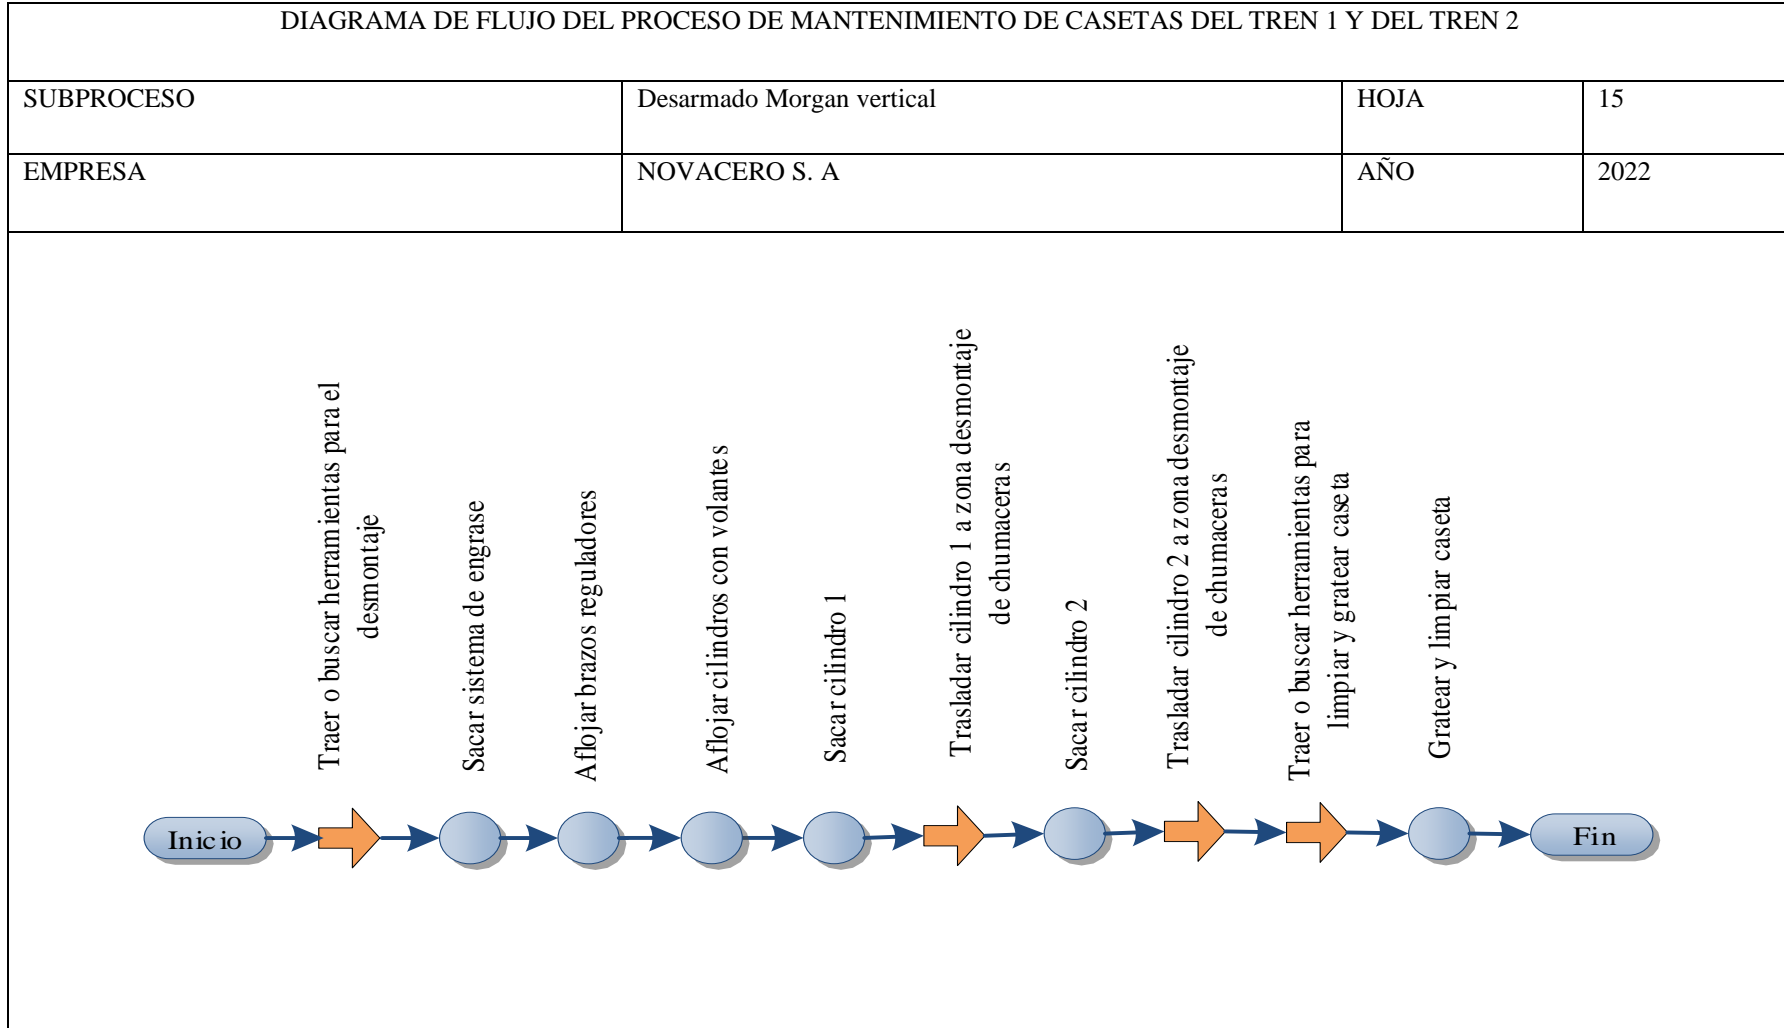 DIAGRAMA DE FLUJO DEL PROCESO DE MANTENIMIENTO DE CASETAS DEL TREN 1 Y DEL TREN 2
SUBPROCESO
Desarmado Morgan vertical
HOJA
15
EMPRESA
NOVACERO S. A
AÑO
2022
Inicio
Traer o buscar herramientas para el
desmontaje
Sacar sistema de engrase
Aflojar brazos reguladores
Aflojar cilindros con volantes
Sacar cilindro 1
Trasladar cilindro 1 a zona desmontaje
de chumaceras
Sacar cilindro 2
Trasladar cilindro 2 a zona desmontaje
de chumaceras
Traer o buscar herramientas para
limpiar y gratear caseta
Gratear y limpiar caseta
Fin